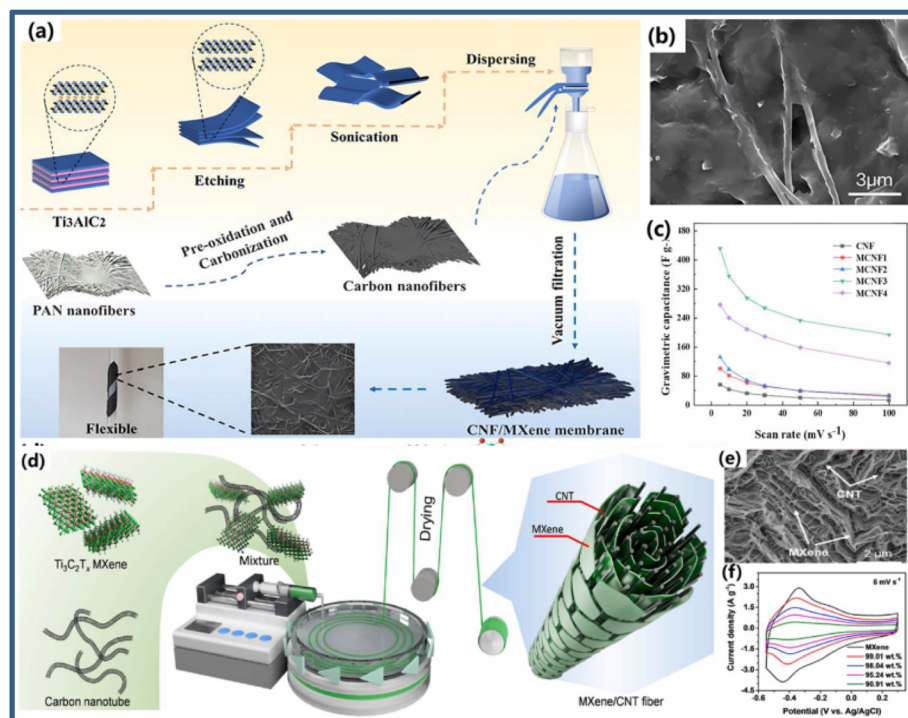 (a)
Dispersing
Sonication
Etching
Ti3AlC2
Pre-oxidation and
Carbonization
PAN nanofibers
Carbon nanofibers
Vacuum filtration
Flexible
CNF/MXene membrane
(b)
3μm
(c)
Gravimetric capacitance (F g-1)
480
400
320
240
160
80
0
CNF
MCNF1
MCNF2
MCNF3
MCNF4
0 20 40 60 80 100
Scan rate (mV s-1)
(d)
Ti3C2Tx MXene
Mixture
Carbon nanotube
Drying
CNT
MXene
MXene/CNT fiber
(e)
CNT
MXene
2 μm
(f)
5 mV s-1
Current density (A g-1)
3.0
1.5
0.0
-1.5
-3.0
-4.5
MXene
99.01 wt.%
98.04 wt.%
95.24 wt.%
90.91 wt.%
-0.6 -0.4 -0.2 0.0 0.2
Potential (V vs. Ag/AgCl)